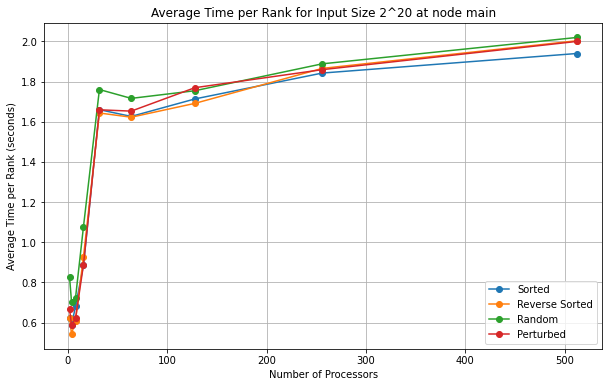 Average Time per Rank for Input Size 2^20 at node main
Average Time per Rank (seconds)
2.0
1.8
1.6
1.4
1.2
1.0
0.8
0.6
Sorted
Reverse Sorted
Random
Perturbed
0 100 200 300 400 500
Number of Processors